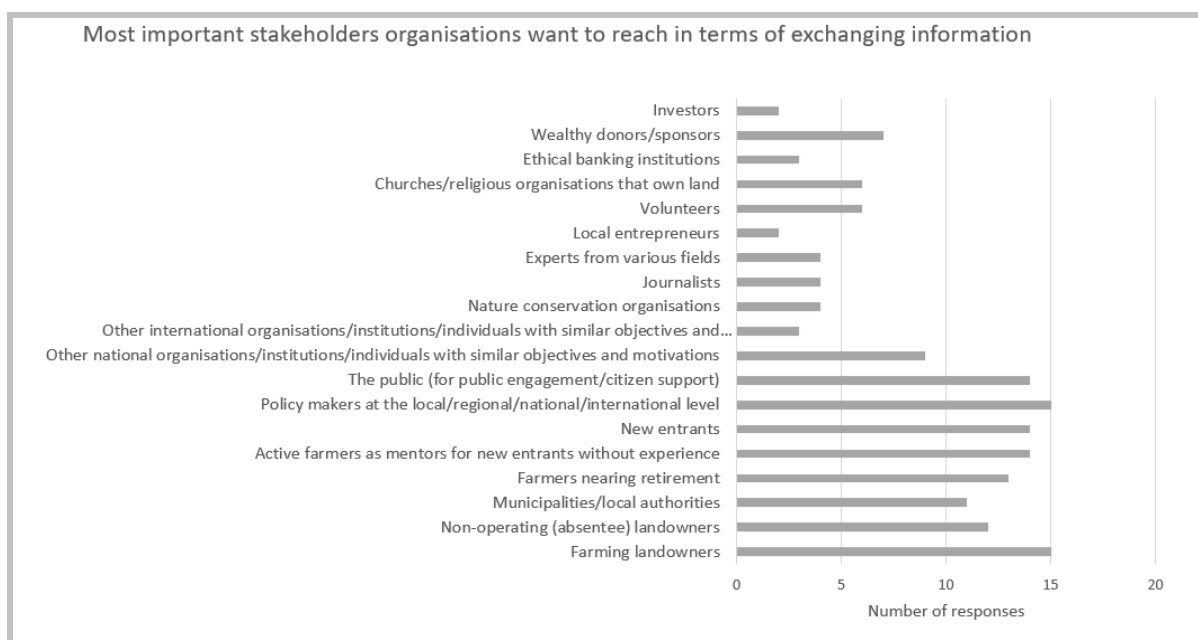 Most important stakeholders organisations want to reach in terms of exchanging information
Investors
Wealthy donors/sponsors
Ethical banking institutions
Churches/religious organisations that own land
Volunteers
Local entrepreneurs
Experts from various fields
Journalists
Nature conservation organisations
Other international organisations/institutions/individuals with similar objectives and...
Other national organisations/institutions/individuals with similar objectives and motivations
The public (for public engagement/citizen support)
Policy makers at the local/regional/national/international level
New entrants
Active farmers as mentors for new entrants without experience
Farmers nearing retirement
Municipalities/local authorities
Non-operating (absentee) landowners
Farming landowners
0 5 10 15 20
Number of responses